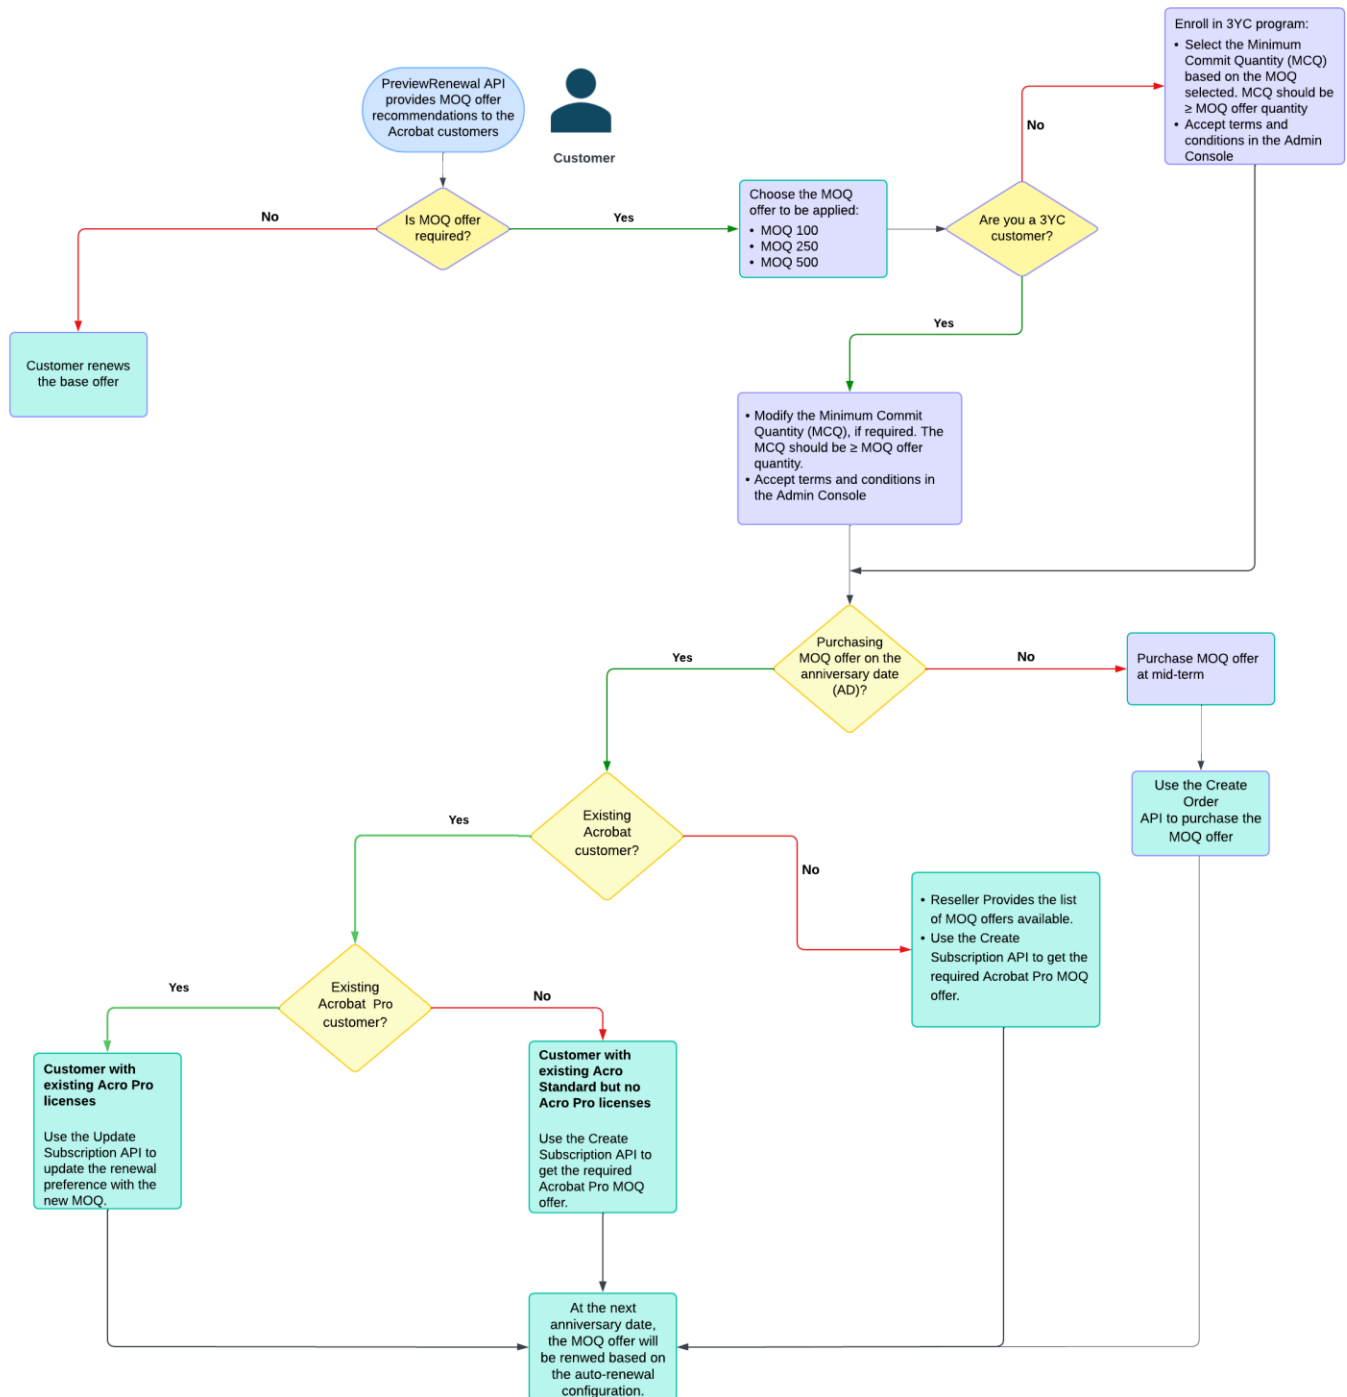 Enroll in 3YC program:
• Select the Minimum
Commit Quantity (MCQ)
based on the MOQ
selected. MCQ should be
≥ MOQ offer quantity
• Accept terms and
conditions in the Admin
Console
PreviewRenewal API
provides MOQ offer
recommendations to the
Acrobat customers
Customer
No
Is MOQ offer
required?
No
Yes
Choose the MOQ
offer to be applied:
• MOQ 100
• MOQ 250
• MOQ 500
Are you a 3YC
customer?
Yes
Customer renews
the base offer
• Modify the Minimum Commit
Quantity (MCQ), if required. The
MCQ should be ≥ MOQ offer
quantity.
• Accept terms and conditions in
the Admin Console
Purchasing
MOQ offer on the
anniversary date
(AD)?
Yes
No
Purchase MOQ offer
at mid-term
Use the Create
Order
API to purchase the
MOQ offer
Existing
Acrobat
customer?
Yes
No
• Reseller Provides the list
of MOQ offers available.
• Use the Create
Subscription API to get the
required Acrobat Pro MOQ
offer.
Existing
Acrobat Pro
customer?
Yes
No
Customer with
existing Acro Pro
licenses
Use the Update
Subscription API to
update the renewal
preference with the
new MOQ.
Customer with
existing Acro
Standard but no
Acro Pro licenses
Use the Create
Subscription API to
get the required
Acrobat Pro MOQ
offer.
At the next
anniversary date,
the MOQ offer will
be renwed based on
the auto-renewal
configuration.